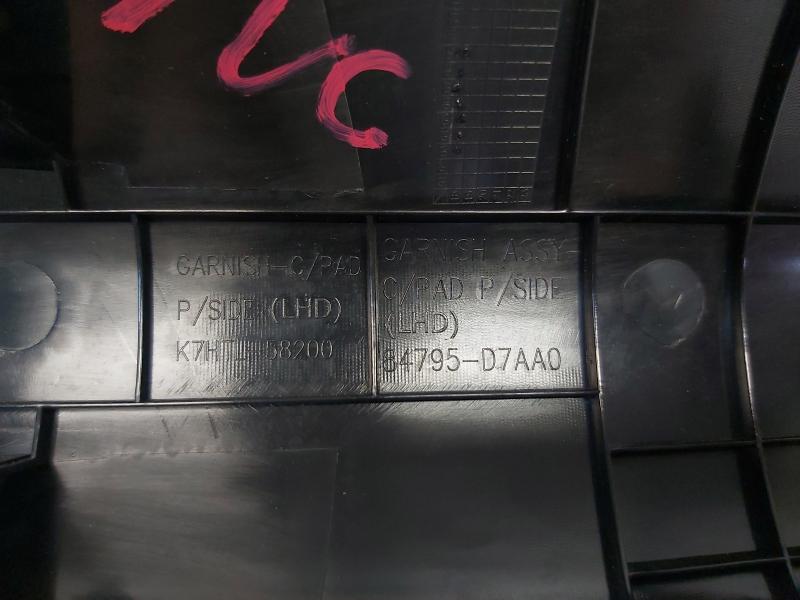 GARNISH-C/PAD
P/SIDE (LHD)
K7HTL-58200
GARNISH ASSY-
C/PAD P/SIDE
(LHD)
84795-D7AA0